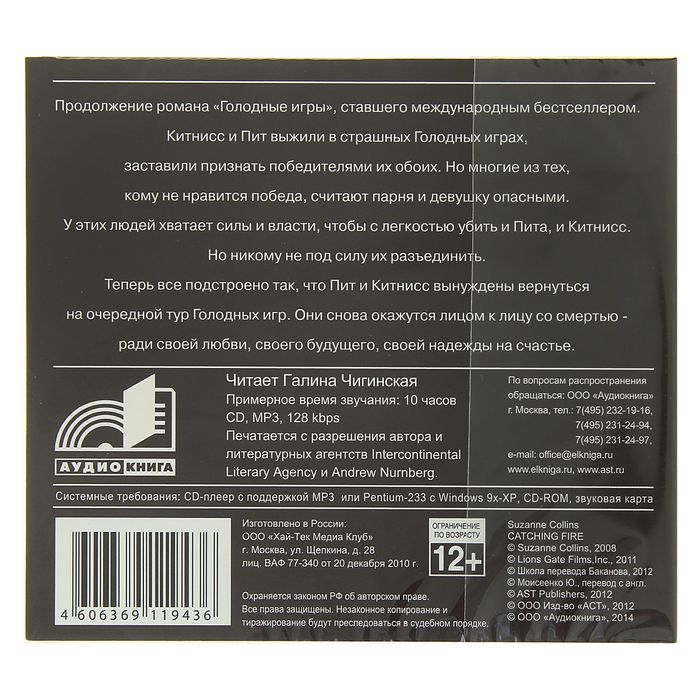 Продолжение романа «Голодные игры», ставшего международным бестселлером.
Китнисс и Пит выжили в страшных Голодных играх,
заставили признать победителями их обоих. Но многие из тех,
кому не нравится победа, считают парня и девушку опасными.
У этих людей хватает силы и власти, чтобы с легкостью убить и Пита, и Китнисс.
Но никому не под силу их разъединить.
Теперь все подстроено так, что Пит и Китнисс вынуждены вернуться
на очередной тур Голодных игр. Они снова окажутся лицом к лицу со смертью -
ради своей любви, своего будущего, своей надежды на счастье.
АУДИОКНИГА
Читает Галина Чигинская
Примерное время звучания: 10 часов
CD, MP3, 128 kbps
Печатается с разрешения автора и
литературных агентств Intercontinental
Literary Agency и Andrew Nurnberg.
По вопросам распространения
обращаться: ООО «Аудиокнига»
г. Москва, тел.: 7(495) 232-19-16,
7(495) 231-24-94,
7(495) 231-24-97,
e-mail: office@elkniga.ru
www.elkniga.ru, www.ast.ru
Системные требования: CD-плеер с поддержкой MP3 или Pentium-233 с Windows 9x-XP, CD-ROM, звуковая карта
4 606369 119436
Изготовлено в России:
ООО «Хай-Тек Медиа Клуб»
г. Москва, ул. Щепкина, д. 28
лиц. ВАФ 77-340 от 20 декабря 2010 г.
Охраняется законом РФ об авторском праве.
Все права защищены. Незаконное копирование и
тиражирование будут преследоваться в судебном порядке.
ОГРАНИЧЕНИЕ
ПО ВОЗРАСТУ
12+
Suzanne Collins
CATCHING FIRE
© Suzanne Collins, 2008
© Lions Gate Films,Inc., 2011
© Школа перевода Баканова, 2012
© Моисеенко Ю., перевод с англ.
© AST Publishers, 2012
© ООО Изд-во «АСТ», 2012
© ООО «Аудиокнига», 2014